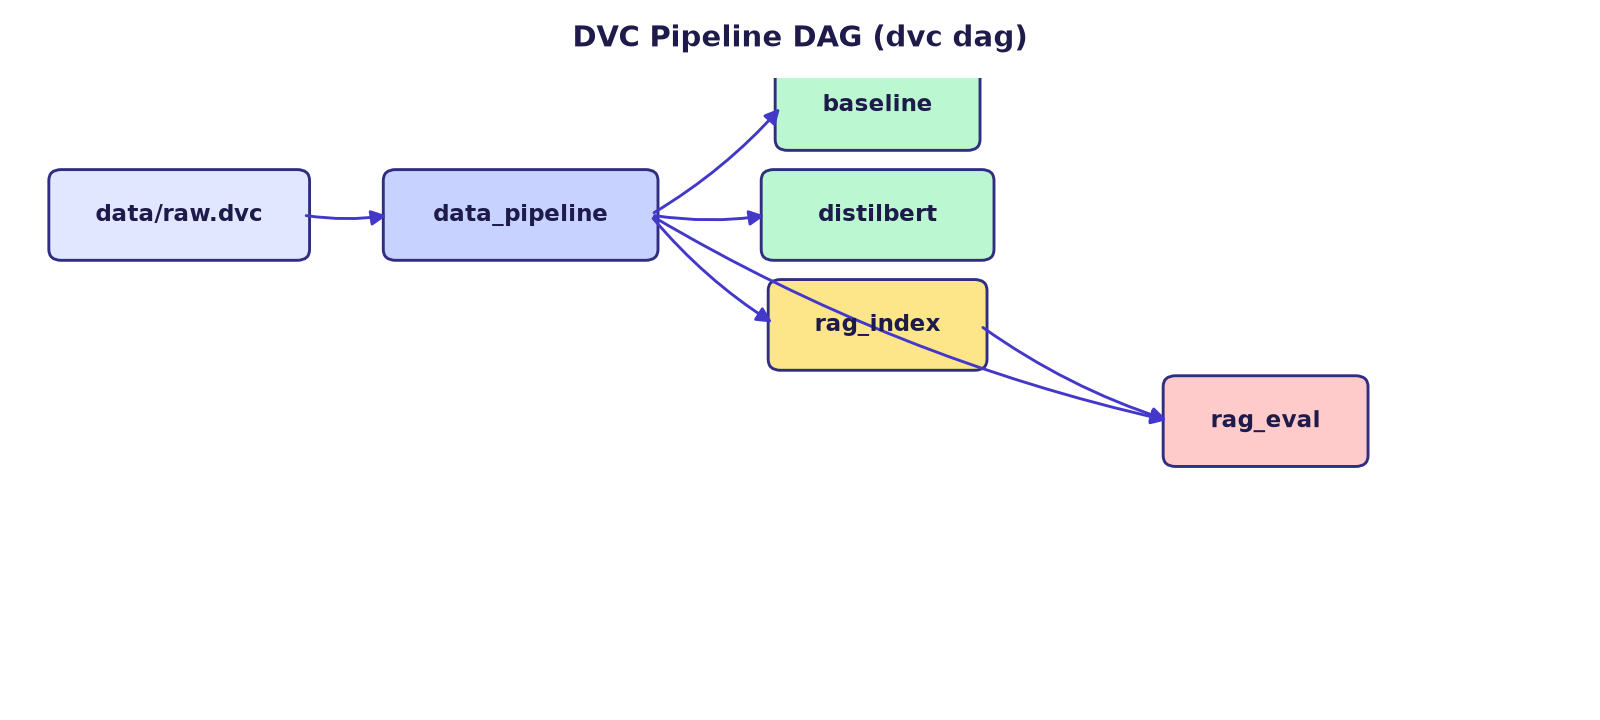 DVC Pipeline DAG (dvc dag)
baseline
data/raw.dvc
data_pipeline
distilbert
rag_index
rag_eval